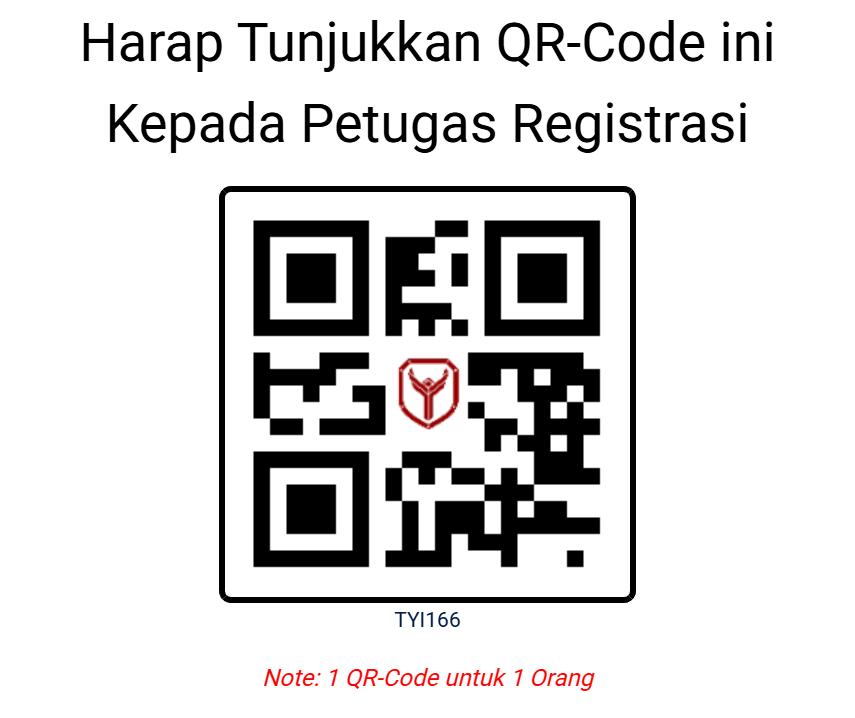 Harap Tunjukkan QR-Code ini
Kepada Petugas Registrasi
TYI166
Note: 1 QR-Code untuk 1 Orang